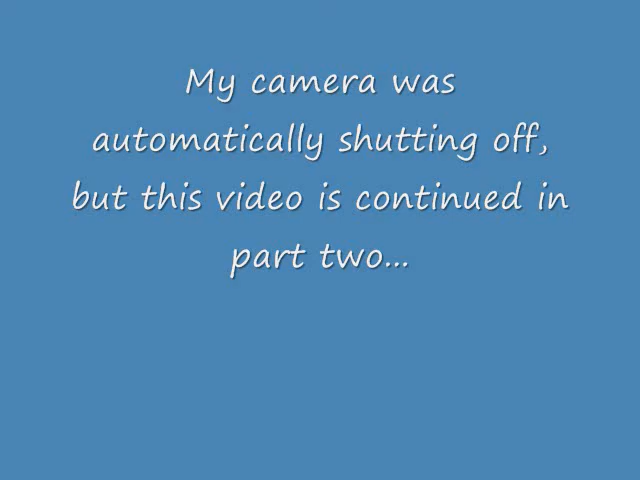 My camera was
automatically shutting off,
but this video is continued in
part two...